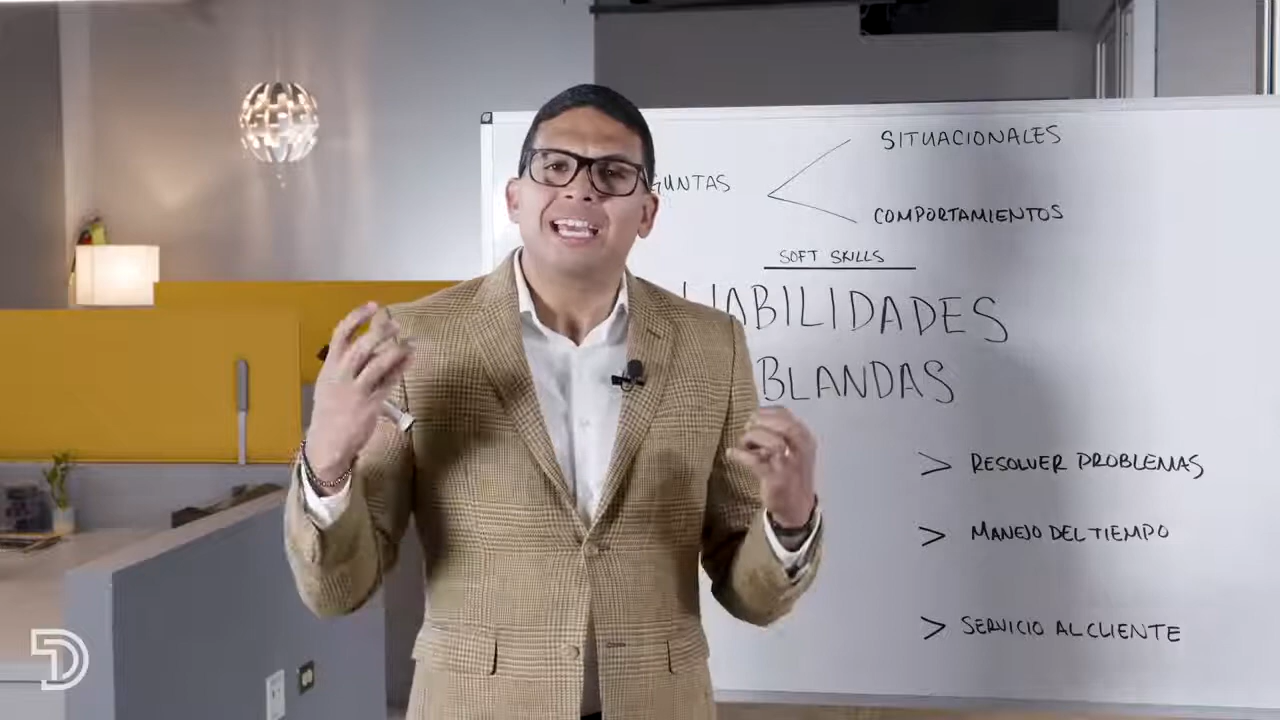 SITUACIONALES
GUNTAS
COMPORTAMIENTOS
SOFT SKILLS
HABILIDADES
BLANDAS
> RESOLVER PROBLEMAS
> MANEJO DEL TIEMPO
> SERVICIO AL CLIENTE